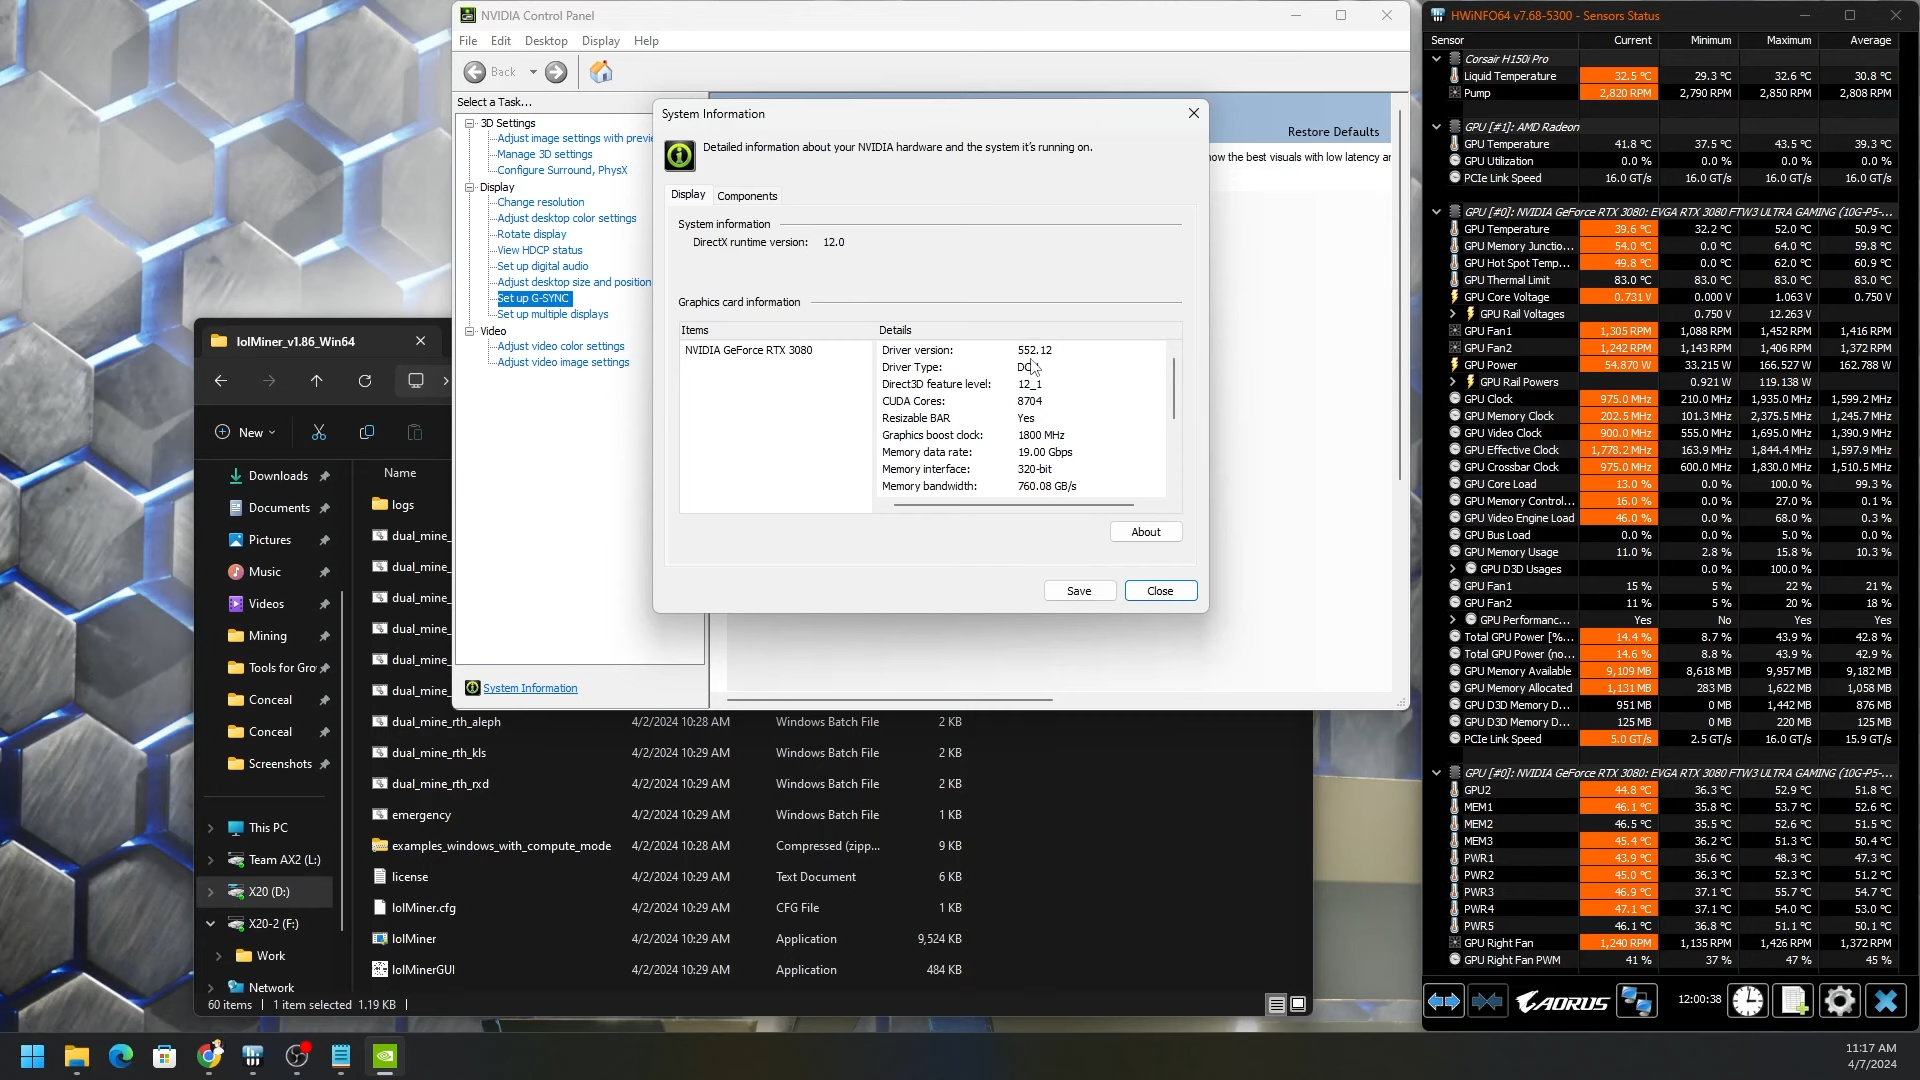 NVIDIA Control Panel
File Edit Desktop Display Help
Back
Select a Task...
3D Settings
Adjust image settings with previe
Manage 3D settings
Configure Surround, PhysX
Display
Change resolution
Adjust desktop color settings
Rotate display
View HDCP status
Set up digital audio
Adjust desktop size and position
Set up G-SYNC
Set up multiple displays
Video
Adjust video color settings
Adjust video image settings
System Information
Restore Defaults
ow the best visuals with low latency ar
System Information
Detailed information about your NVIDIA hardware and the system it's running on.
Display Components
System information
DirectX runtime version: 12.0
Graphics card information
Items Details
NVIDIA GeForce RTX 3080
Driver version: 552.12
Driver Type:
Direct3D feature level: 12_1
CUDA Cores: 8704
Resizable BAR Yes
Graphics boost clock: 1800 MHz
Memory data rate: 19.00 Gbps
Memory interface: 320-bit
Memory bandwidth: 760.08 GB/s
About
Save Close
lolMiner_v1.86_Win64
New
Downloads
Documents
Pictures
Music
Videos
Mining
Tools for Gro
Conceal
Conceal
Screenshots
This PC
Team AX2 (L:)
X20 (D:)
X20-2 (F:)
Work
Network
Name
logs
dual_mine_
dual_mine_
dual_mine_
dual_mine_
dual_mine_
dual_mine_
dual_mine_rth_aleph 4/2/2024 10:28 AM Windows Batch File 2 KB
dual_mine_rth_kls 4/2/2024 10:29 AM Windows Batch File 2 KB
dual_mine_rth_rxd 4/2/2024 10:29 AM Windows Batch File 2 KB
emergency 4/2/2024 10:29 AM Windows Batch File 1 KB
examples_windows_with_compute_mode 4/2/2024 10:28 AM Compressed (zipp... 9 KB
license 4/2/2024 10:29 AM Text Document 6 KB
lolMiner.cfg 4/2/2024 10:29 AM CFG File 1 KB
lolMiner 4/2/2024 10:29 AM Application 9,524 KB
lolMinerGUI 4/2/2024 10:29 AM Application 484 KB
60 items 1 item selected 1.19 KB
HWiNFO64 v7.68-5300 - Sensors Status
Sensor Current Minimum Maximum Average
Corsair H150i Pro
Liquid Temperature 32.5 °C 29.3 °C 32.6 °C 30.8 °C
Pump 2,820 RPM 2,790 RPM 2,850 RPM 2,808 RPM
GPU [#1]: AMD Radeon
GPU Temperature 41.8 °C 37.5 °C 43.5 °C 39.3 °C
GPU Utilization 0.0 % 0.0 % 0.0 % 0.0 %
PCIe Link Speed 16.0 GT/s 16.0 GT/s 16.0 GT/s 16.0 GT/s
GPU [#0]: NVIDIA GeForce RTX 3080: EVGA RTX 3080 FTW3 ULTRA GAMING (10G-P5-...
GPU Temperature 39.6 °C 32.2 °C 52.0 °C 50.9 °C
GPU Memory Junctio... 54.0 °C 0.0 °C 64.0 °C 59.8 °C
GPU Hot Spot Temp... 49.8 °C 0.0 °C 62.0 °C 60.9 °C
GPU Thermal Limit 83.0 °C 83.0 °C 83.0 °C 83.0 °C
GPU Core Voltage 0.731 V 0.000 V 1.063 V 0.750 V
GPU Rail Voltages 0.750 V 12.263 V
GPU Fan1 1,305 RPM 1,088 RPM 1,452 RPM 1,416 RPM
GPU Fan2 1,242 RPM 1,143 RPM 1,406 RPM 1,372 RPM
GPU Power 54.870 W 33.215 W 166.527 W 162.788 W
GPU Rail Powers 0.921 W 119.138 W
GPU Clock 975.0 MHz 210.0 MHz 1,935.0 MHz 1,599.2 MHz
GPU Memory Clock 202.5 MHz 101.3 MHz 2,375.5 MHz 1,245.7 MHz
GPU Video Clock 900.0 MHz 555.0 MHz 1,695.0 MHz 1,390.9 MHz
GPU Effective Clock 1,778.2 MHz 163.9 MHz 1,844.4 MHz 1,597.9 MHz
GPU Crossbar Clock 975.0 MHz 600.0 MHz 1,830.0 MHz 1,510.5 MHz
GPU Core Load 13.0 % 0.0 % 100.0 % 99.3 %
GPU Memory Control... 16.0 % 0.0 % 27.0 % 0.1 %
GPU Video Engine Load 46.0 % 0.0 % 68.0 % 0.3 %
GPU Bus Load 0.0 % 0.0 % 5.0 % 0.0 %
GPU Memory Usage 11.0 % 2.8 % 15.8 % 10.3 %
GPU D3D Usages 0.0 % 100.0 %
GPU Fan1 15 % 5 % 22 % 21 %
GPU Fan2 11 % 5 % 20 % 18 %
GPU Performanc... Yes No Yes Yes
Total GPU Power [%... 14.4 % 8.7 % 43.9 % 42.8 %
Total GPU Power (no... 14.6 % 8.8 % 43.9 % 42.9 %
GPU Memory Available 9,109 MB 8,618 MB 9,957 MB 9,182 MB
GPU Memory Allocated 1,131 MB 283 MB 1,622 MB 1,058 MB
GPU D3D Memory D... 951 MB 0 MB 1,442 MB 876 MB
GPU D3D Memory D... 125 MB 0 MB 220 MB 125 MB
PCIe Link Speed 5.0 GT/s 2.5 GT/s 16.0 GT/s 15.9 GT/s
GPU [#0]: NVIDIA GeForce RTX 3080: EVGA RTX 3080 FTW3 ULTRA GAMING (10G-P5-...
GPU2 44.8 °C 36.3 °C 52.9 °C 51.8 °C
MEM1 46.1 °C 35.8 °C 53.7 °C 52.6 °C
MEM2 46.5 °C 35.5 °C 52.6 °C 51.5 °C
MEM3 45.4 °C 36.2 °C 51.3 °C 50.4 °C
PWR1 43.9 °C 35.6 °C 48.3 °C 47.3 °C
PWR2 45.0 °C 36.3 °C 52.3 °C 51.2 °C
PWR3 46.9 °C 37.1 °C 55.7 °C 54.7 °C
PWR4 47.1 °C 37.1 °C 54.0 °C 53.0 °C
PWR5 46.1 °C 36.8 °C 51.1 °C 50.1 °C
GPU Right Fan 1,240 RPM 1,135 RPM 1,426 RPM 1,372 RPM
GPU Right Fan PWM 41 % 37 % 47 % 45 %
AORUS 12:00:38
11:17 AM
4/7/2024